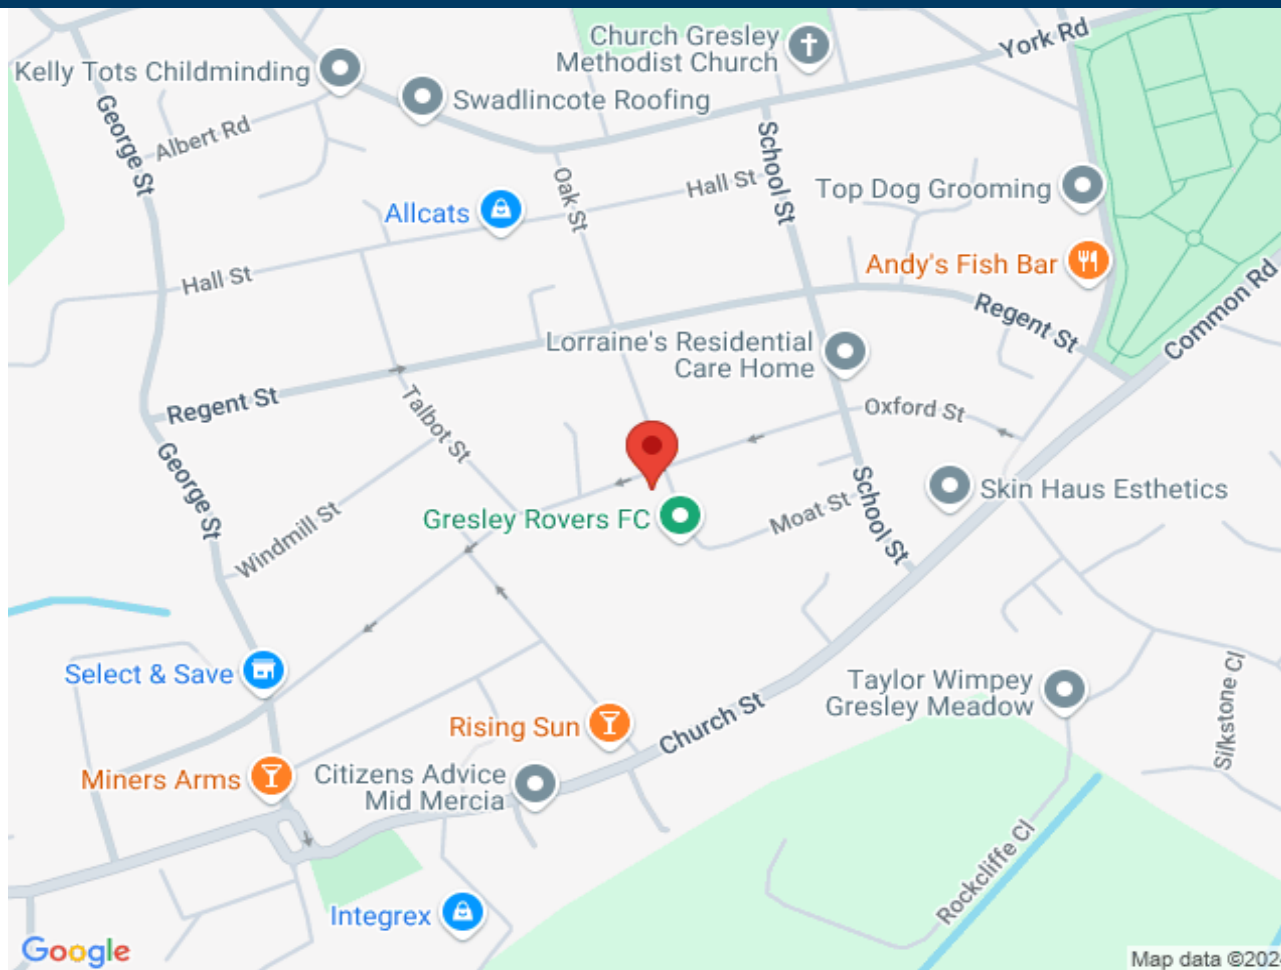 Church Gresley
Methodist Church
York Rd
Kelly Tots Childminding
Swadlincote Roofing
George St
Albert Rd
School St
Oak St
Hall St
Top Dog Grooming
Allcats
Andy's Fish Bar
Hall St
Common Rd
Regent St
Lorraine's Residential
Care Home
Regent St
Talbot St
Oxford St
George St
School St
Skin Haus Esthetics
Gresley Rovers FC
Moat St
Windmill St
Select & Save
Taylor Wimpey
Gresley Meadow
Silkstone Cl
Rising Sun
Church St
Miners Arms
Citizens Advice
Mid Mercia
Rockcliffe Cl
Integrex
Google
Map data ©2024